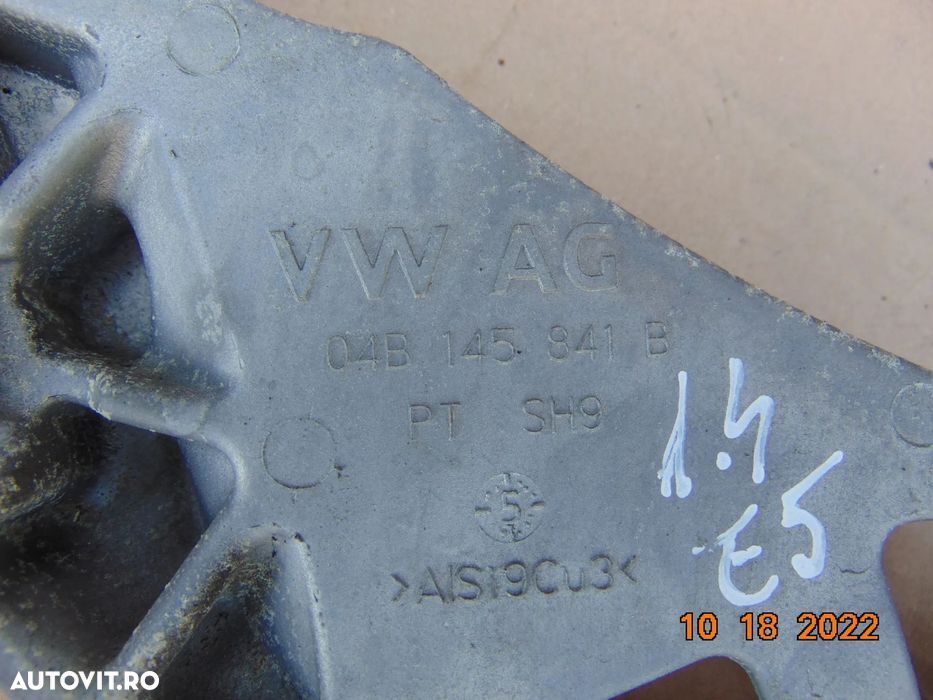 VW AG
04B 145 841 B
PT SH9
5
>AlSi9Cu3<
1.4
E5
10 18 2022
AUTOVIT.RO